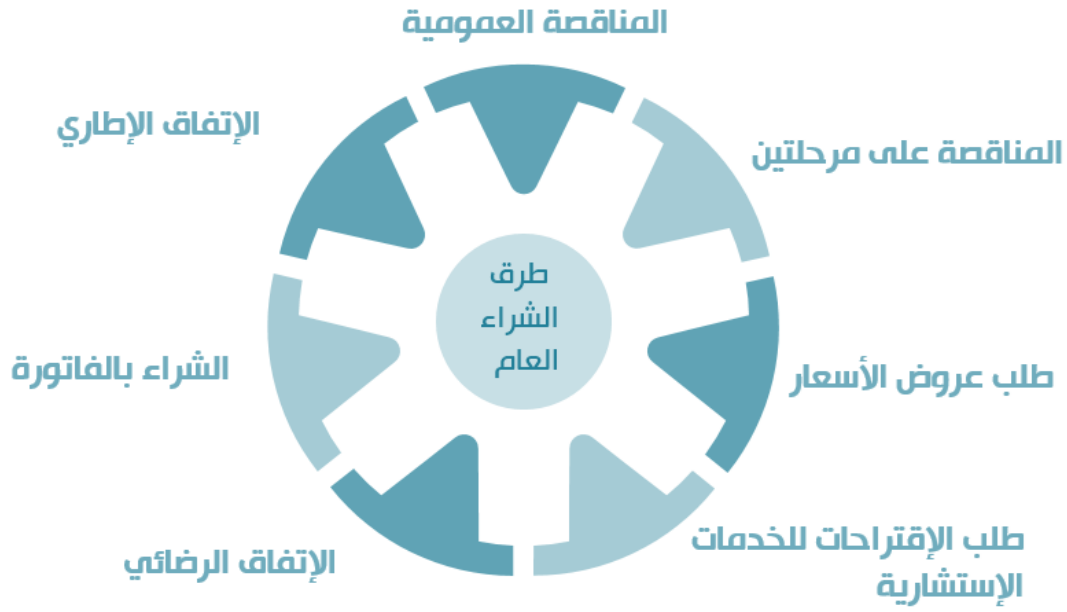 المناقصة العمومية
المناقصة على مرحلتين
طلب عروض الأسعار
طلب الإقتراحات للخدمات
الإستشارية
الإتفاق الرضائي
الشراء بالفاتورة
الإتفاق الإطاري
طرق
الشراء
العام